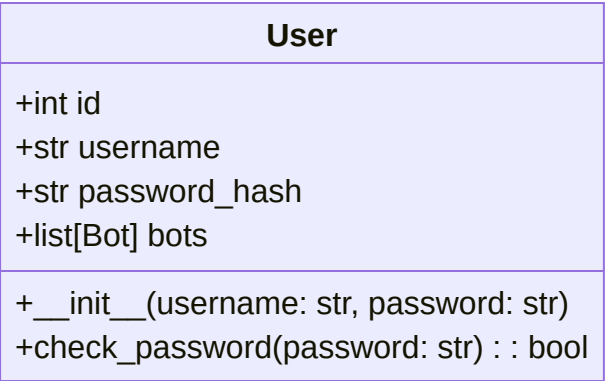 User
+int id
+str username
+str password_hash
+list[Bot] bots
+__init__(username: str, password: str)
+check_password(password: str) : : bool